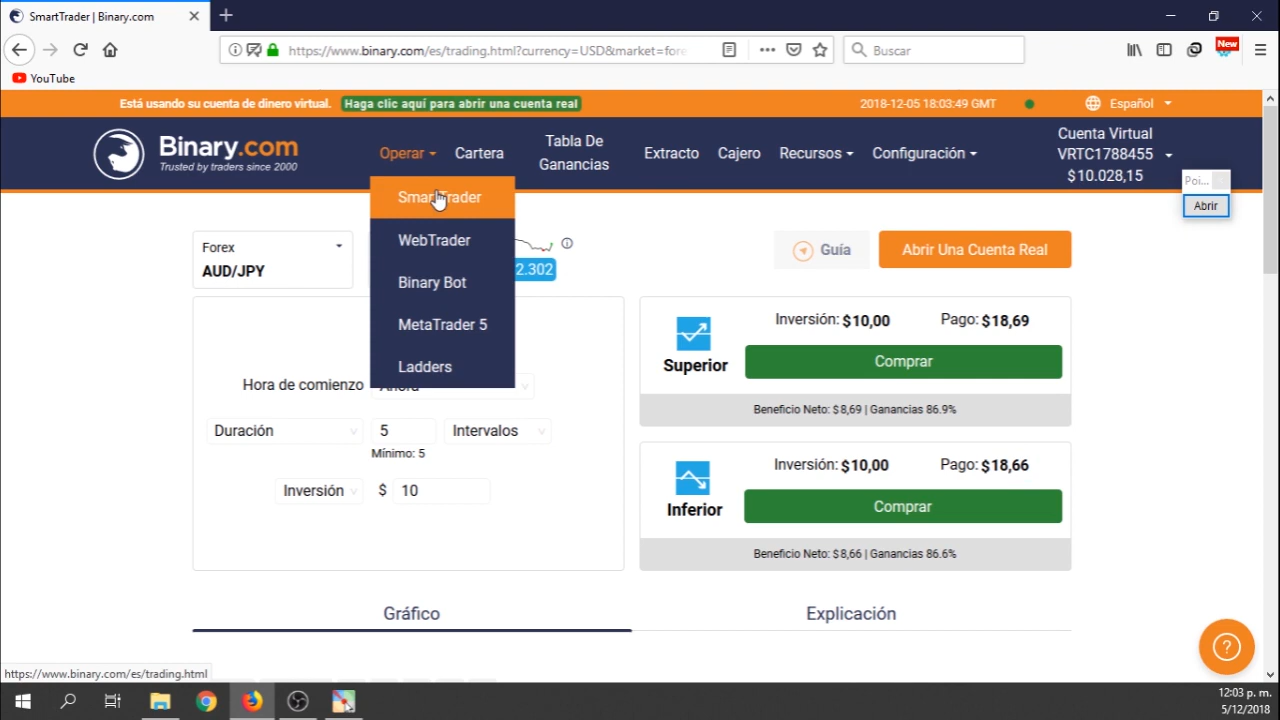 SmartTrader | Binary.com
https://www.binary.com/es/trading.html?currency=USD&market=fore
Buscar
New
YouTube
Está usando su cuenta de dinero virtual. Haga clic aquí para abrir una cuenta real
2018-12-05 18:03:49 GMT
Español
Binary.com
Trusted by traders since 2000
Operar
Cartera
Tabla De
Ganancias
Extracto
Cajero
Recursos
Configuración
Cuenta Virtual
VRTC1788455
$10.028,15
Poi...
Abrir
SmartTrader
WebTrader
Binary Bot
MetaTrader 5
Ladders
Forex
AUD/JPY
2.302
Guía
Abrir Una Cuenta Real
Hora de comienzo Ahora
Duración 5 Intervalos
Mínimo: 5
Inversión $ 10
Inversión: $10,00 Pago: $18,69
Superior
Comprar
Beneficio Neto: $8,69 | Ganancias 86.9%
Inversión: $10,00 Pago: $18,66
Inferior
Comprar
Beneficio Neto: $8,66 | Ganancias 86.6%
Gráfico
Explicación
?
https://www.binary.com/es/trading.html
12:03 p. m.
5/12/2018